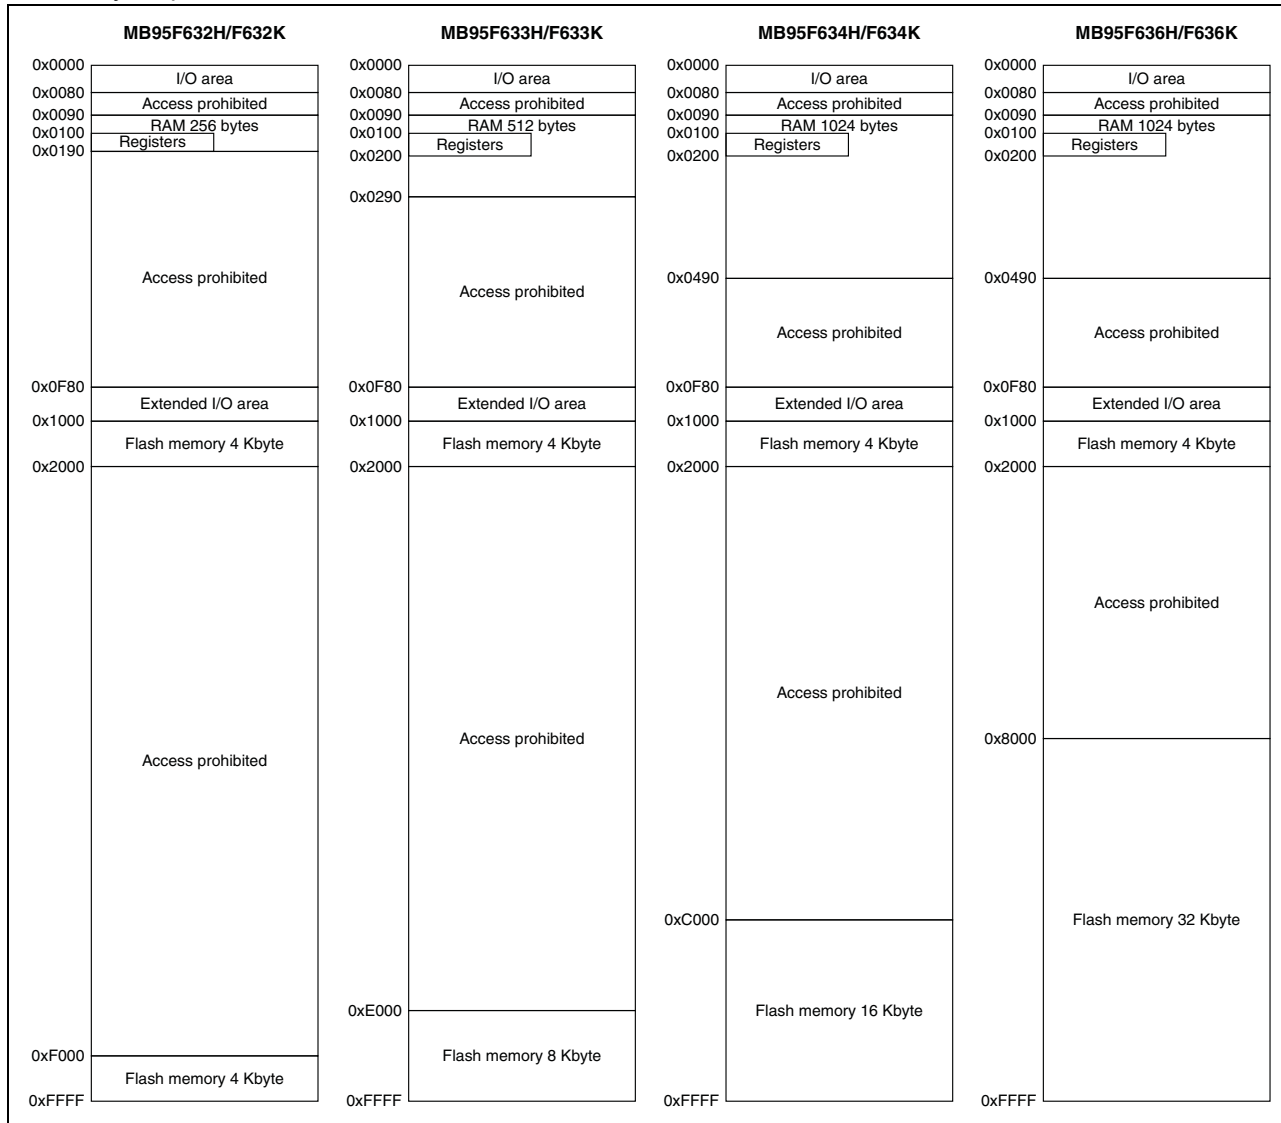 MB95F632H/F632K
0x0000
I/O area
0x0080
Access prohibited
0x0090
RAM 256 bytes
0x0100
Registers
0x0190
Access prohibited
0x0F80
Extended I/O area
0x1000
Flash memory 4 Kbyte
0x2000
Access prohibited
0xF000
Flash memory 4 Kbyte
0xFFFF
MB95F633H/F633K
0x0000
I/O area
0x0080
Access prohibited
0x0090
RAM 512 bytes
0x0100
Registers
0x0200
0x0290
Access prohibited
0x0F80
Extended I/O area
0x1000
Flash memory 4 Kbyte
0x2000
Access prohibited
0xE000
Flash memory 8 Kbyte
0xFFFF
MB95F634H/F634K
0x0000
I/O area
0x0080
Access prohibited
0x0090
RAM 1024 bytes
0x0100
Registers
0x0200
0x0490
Access prohibited
0x0F80
Extended I/O area
0x1000
Flash memory 4 Kbyte
0x2000
Access prohibited
0xC000
Flash memory 16 Kbyte
0xFFFF
MB95F636H/F636K
0x0000
I/O area
0x0080
Access prohibited
0x0090
RAM 1024 bytes
0x0100
Registers
0x0200
0x0490
Access prohibited
0x0F80
Extended I/O area
0x1000
Flash memory 4 Kbyte
0x2000
Access prohibited
0x8000
Flash memory 32 Kbyte
0xFFFF